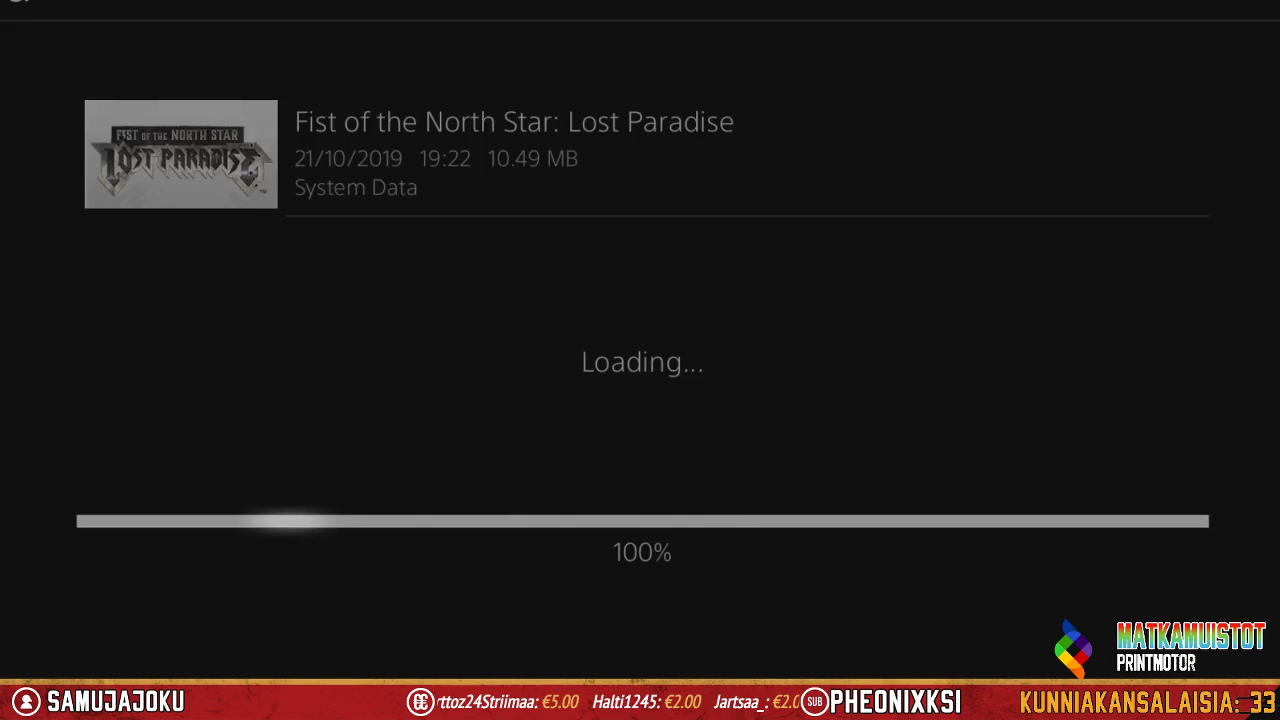 FIST OF THE NORTH STAR
LOST PARADISE
Fist of the North Star: Lost Paradise
21/10/2019 19:22 10.49 MB
System Data
Loading...
100%
MATKAMUISTOT
PRINTMOTOR
SAMUJAJOKU
rttoz24Striimaa: €5.00 Halti1245: €2.00 Jartsaa_: €2.0
SUB PHEONIXKSI
KUNNIAKANSALAISIA: 33